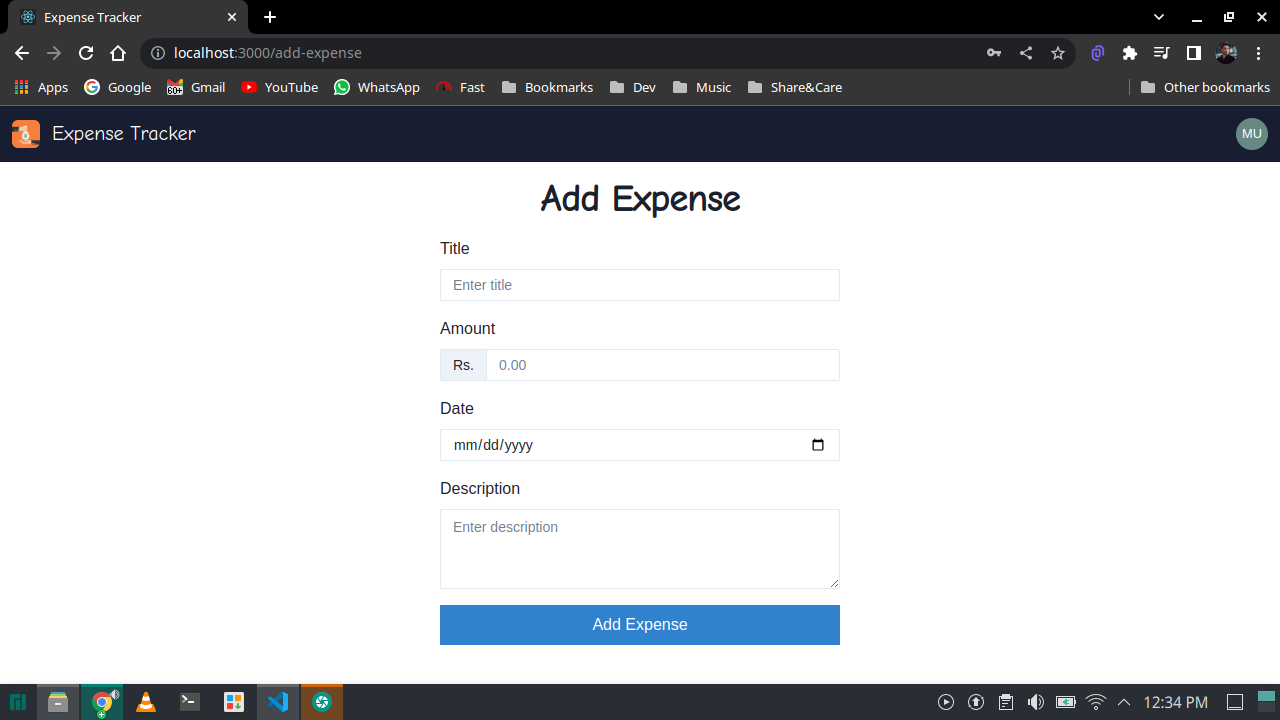 Expense Tracker
localhost:3000/add-expense
Apps Google 60+ Gmail YouTube WhatsApp Fast Bookmarks Dev Music Share&Care Other bookmarks
Expense Tracker MU
Add Expense
Title
Enter title
Amount
Rs. 0.00
Date
mm/dd/yyyy
Description
Enter description
Add Expense
12:34 PM